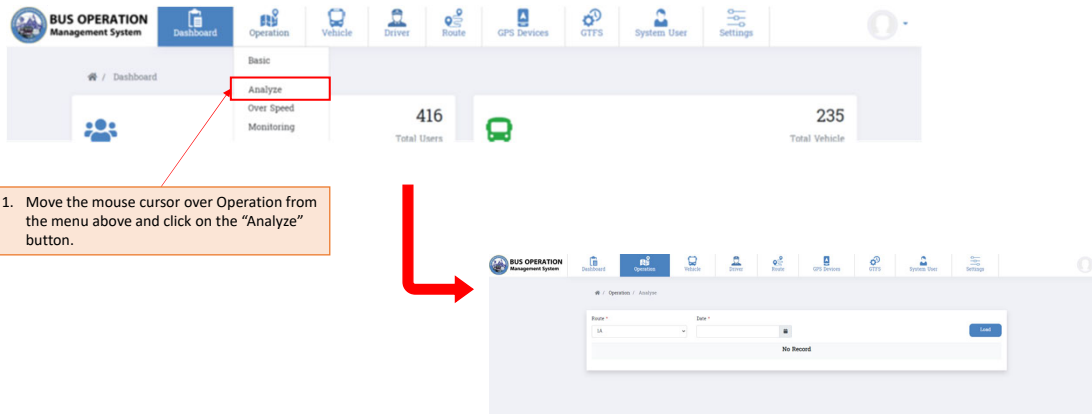 BUS OPERATION
Management System
Dashboard
Operation
Vehicle
Driver
Route
GPS Devices
GTFS
System User
Settings
/ Dashboard
Basic
Analyze
Over Speed
Monitoring
416
Total Users
235
Total Vehicle
1. Move the mouse cursor over Operation from
the menu above and click on the “Analyze”
button.
BUS OPERATION
Management System
Dashboard
Operation
Vehicle
Driver
Route
GPS Devices
GTFS
System User
Settings
/ Operation / Analyze
Route *
Date *
1A
Load
No Record